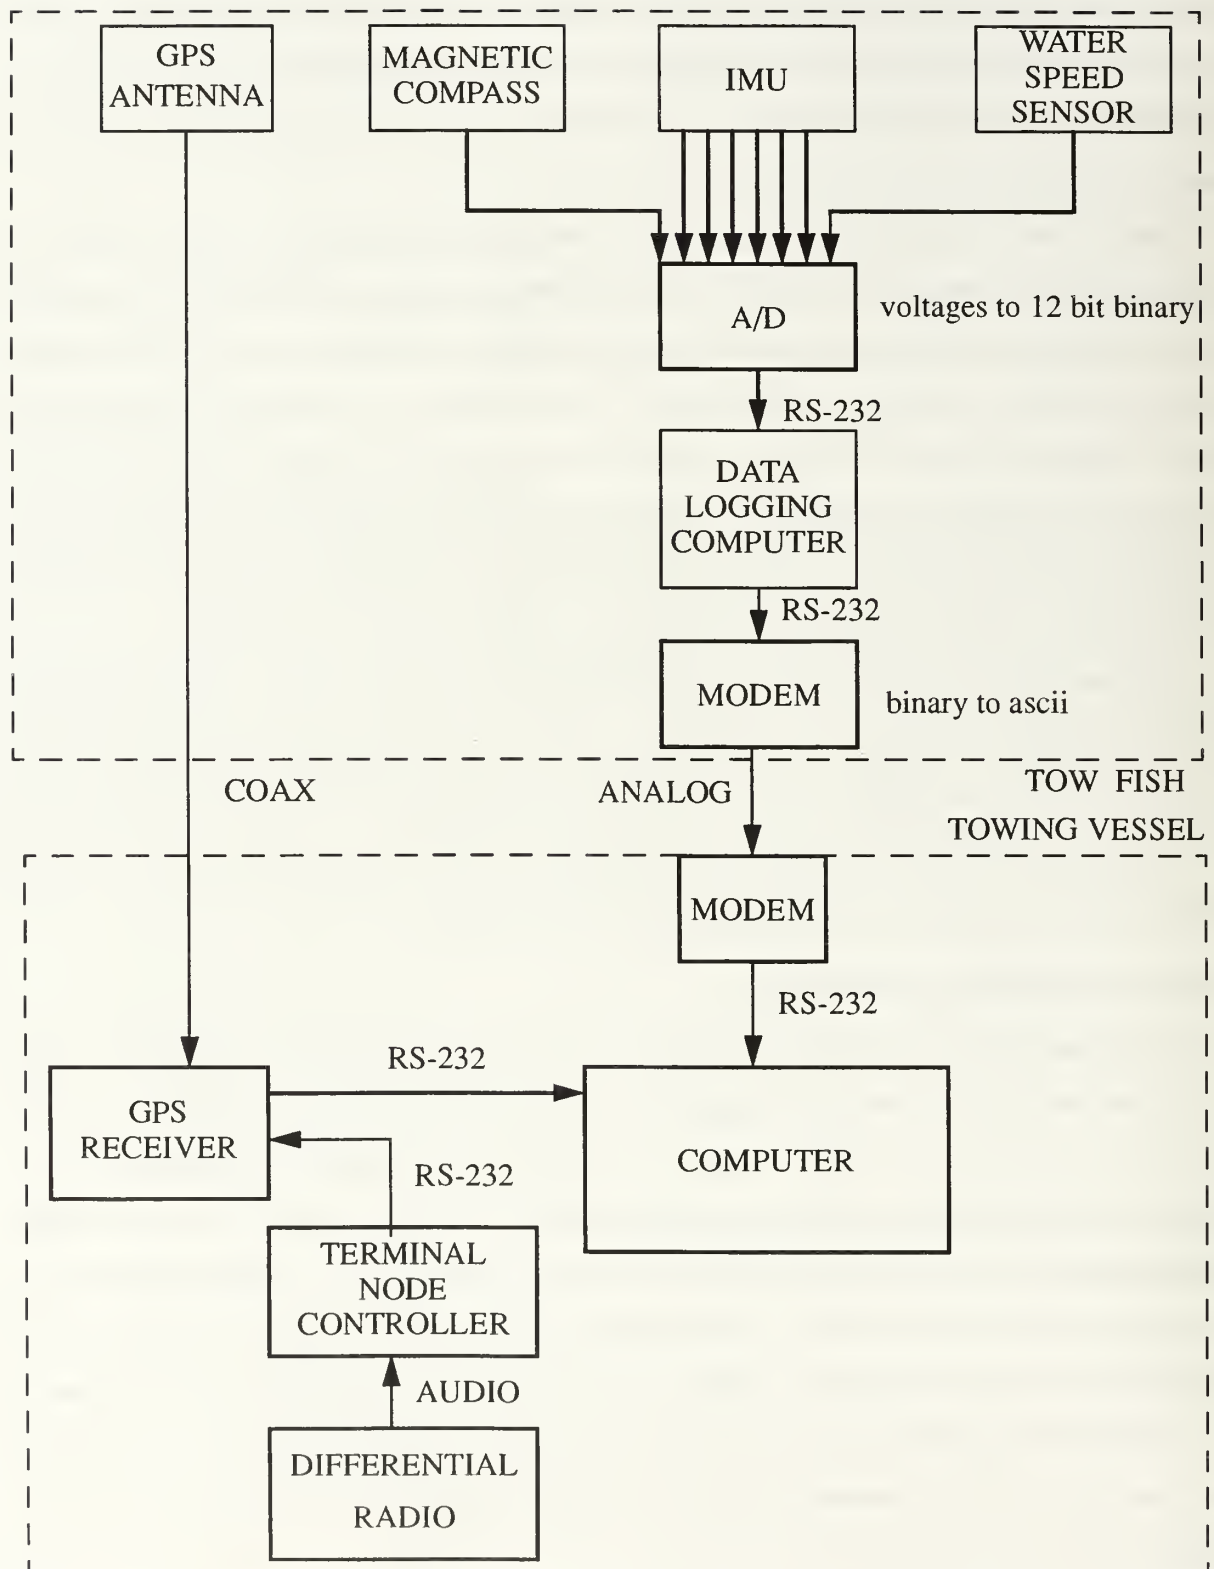 GPS
ANTENNA
MAGNETIC
COMPASS
IMU
WATER
SPEED
SENSOR
A/D
voltages to 12 bit binary
RS-232
DATA
LOGGING
COMPUTER
RS-232
MODEM
binary to ascii
COAX
ANALOG
TOW FISH
TOWING VESSEL
MODEM
RS-232
RS-232
GPS
RECEIVER
COMPUTER
RS-232
TERMINAL
NODE
CONTROLLER
AUDIO
DIFFERENTIAL
RADIO